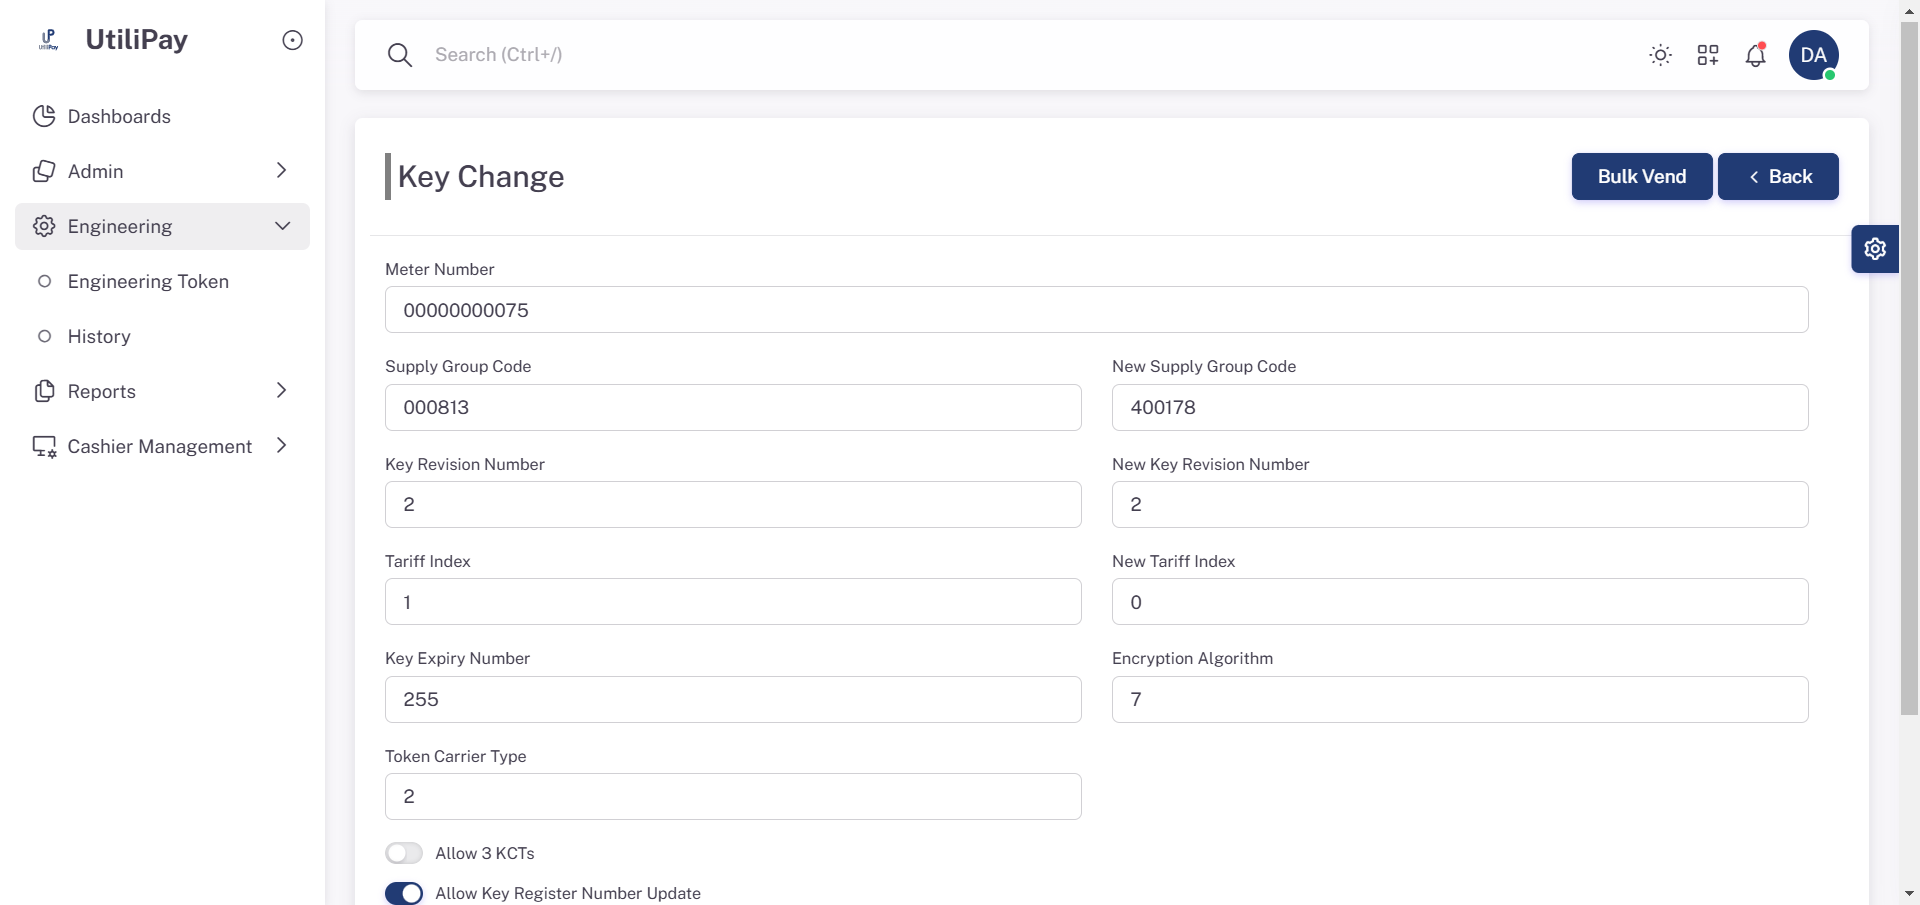 UP
UtiliPay
UtiliPay
Search (Ctrl+/)
DA
Dashboards
Admin
Engineering
Engineering Token
History
Reports
Cashier Management
Key Change
Bulk Vend
Back
Meter Number
00000000075
Supply Group Code
New Supply Group Code
000813
400178
Key Revision Number
New Key Revision Number
2
2
Tariff Index
New Tariff Index
1
0
Key Expiry Number
Encryption Algorithm
255
7
Token Carrier Type
2
Allow 3 KCTs
Allow Key Register Number Update